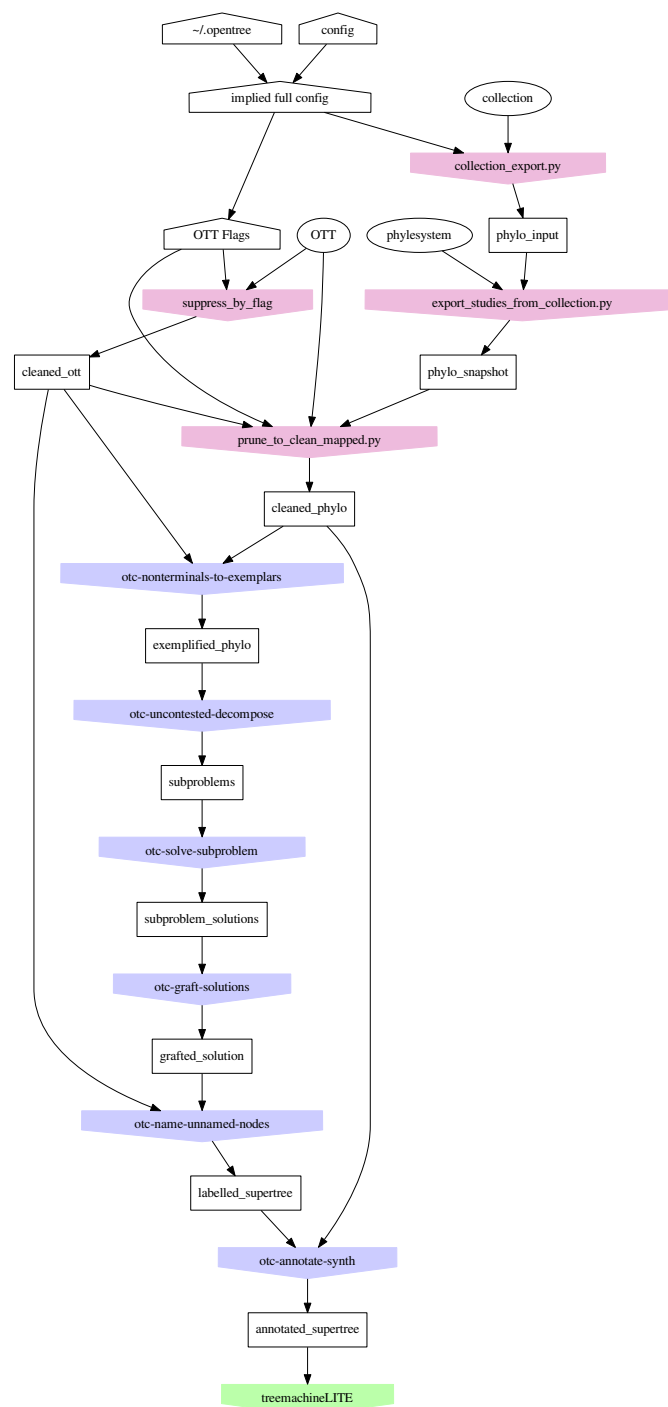 ~/.opentree
config
implied full config
collection
collection_export.py
OTT Flags
OTT
phylesystem
phylo_input
suppress_by_flag
export_studies_from_collection.py
cleaned_ott
phylo_snapshot
prune_to_clean_mapped.py
cleaned_phylo
otc-nonterminals-to-exemplars
exemplified_phylo
otc-uncontested-decompose
subproblems
otc-solve-subproblem
subproblem_solutions
otc-graft-solutions
grafted_solution
otc-name-unnamed-nodes
labelled_supertree
otc-annotate-synth
annotated_supertree
treemachineLITE